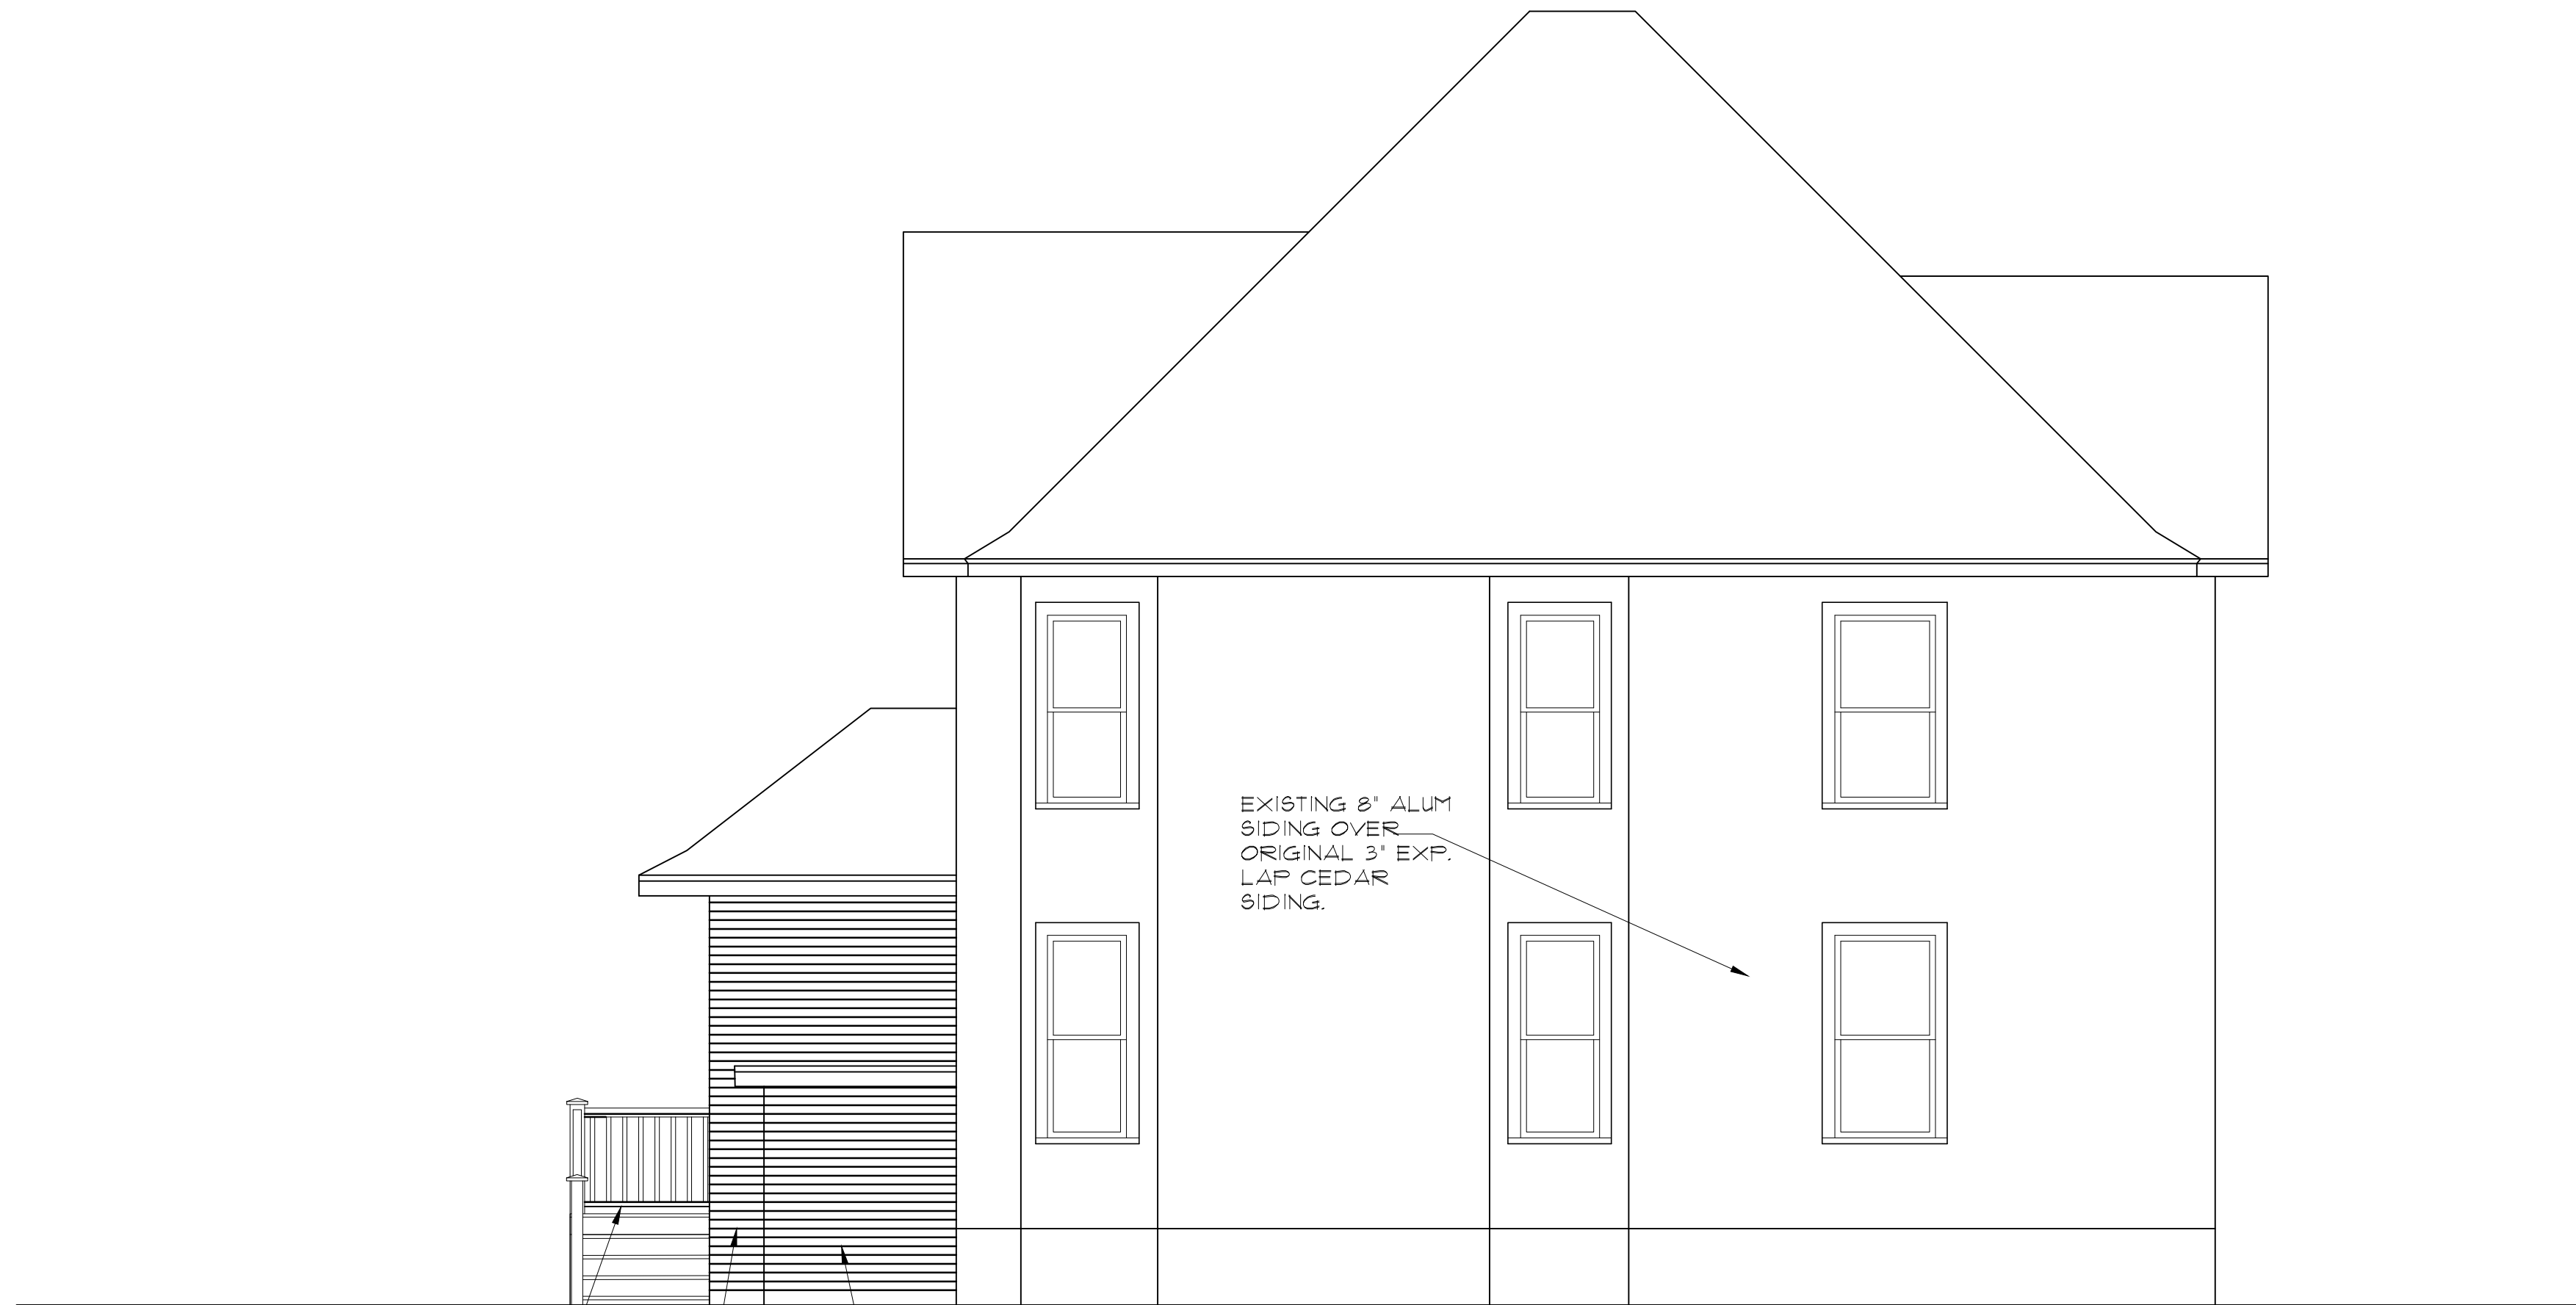 EXISTING 8" ALUM
SIDING OVER
ORIGINAL 3" EXP.
LAP CEDAR
SIDING.